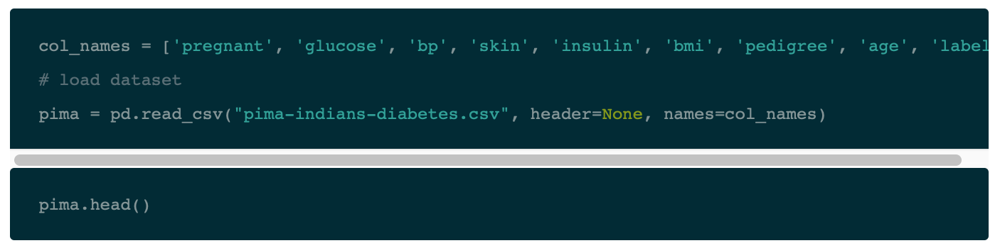 col_names = ['pregnant', 'glucose', 'bp', 'skin', 'insulin', 'bmi', 'pedigree', 'age', 'label
# load dataset
pima = pd.read_csv("pima-indians-diabetes.csv", header=None, names=col_names)
pima.head()